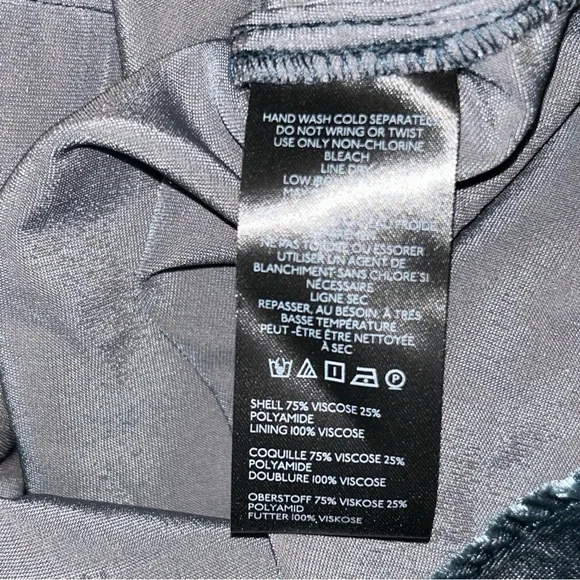 HAND WASH COLD SEPARATELY
DO NOT WRING OR TWIST
USE ONLY NON-CHLORINE
BLEACH
LINE DRY
LOW
FROIDE
NE PAS TORDRE OU ESSORER
UTILISER UN AGENT DE
BLANCHIMENT SANS CHLORE SI
NÉCESSAIRE
LIGNE SEC
REPASSER, AU BESOIN, À TRÈS
BASSE TEMPÉRATURE
PEUT -ÊTRE ÊTRE NETTOYÉE
À SEC
P
SHELL 75% VISCOSE 25%
POLYAMIDE
LINING 100% VISCOSE
COQUILLE 75% VISCOSE 25%
POLYAMIDE
DOUBLURE 100% VISCOSE
OBERSTOFF 75% VISKOSE 25%
POLYAMID
FUTTER 100% VISKOSE